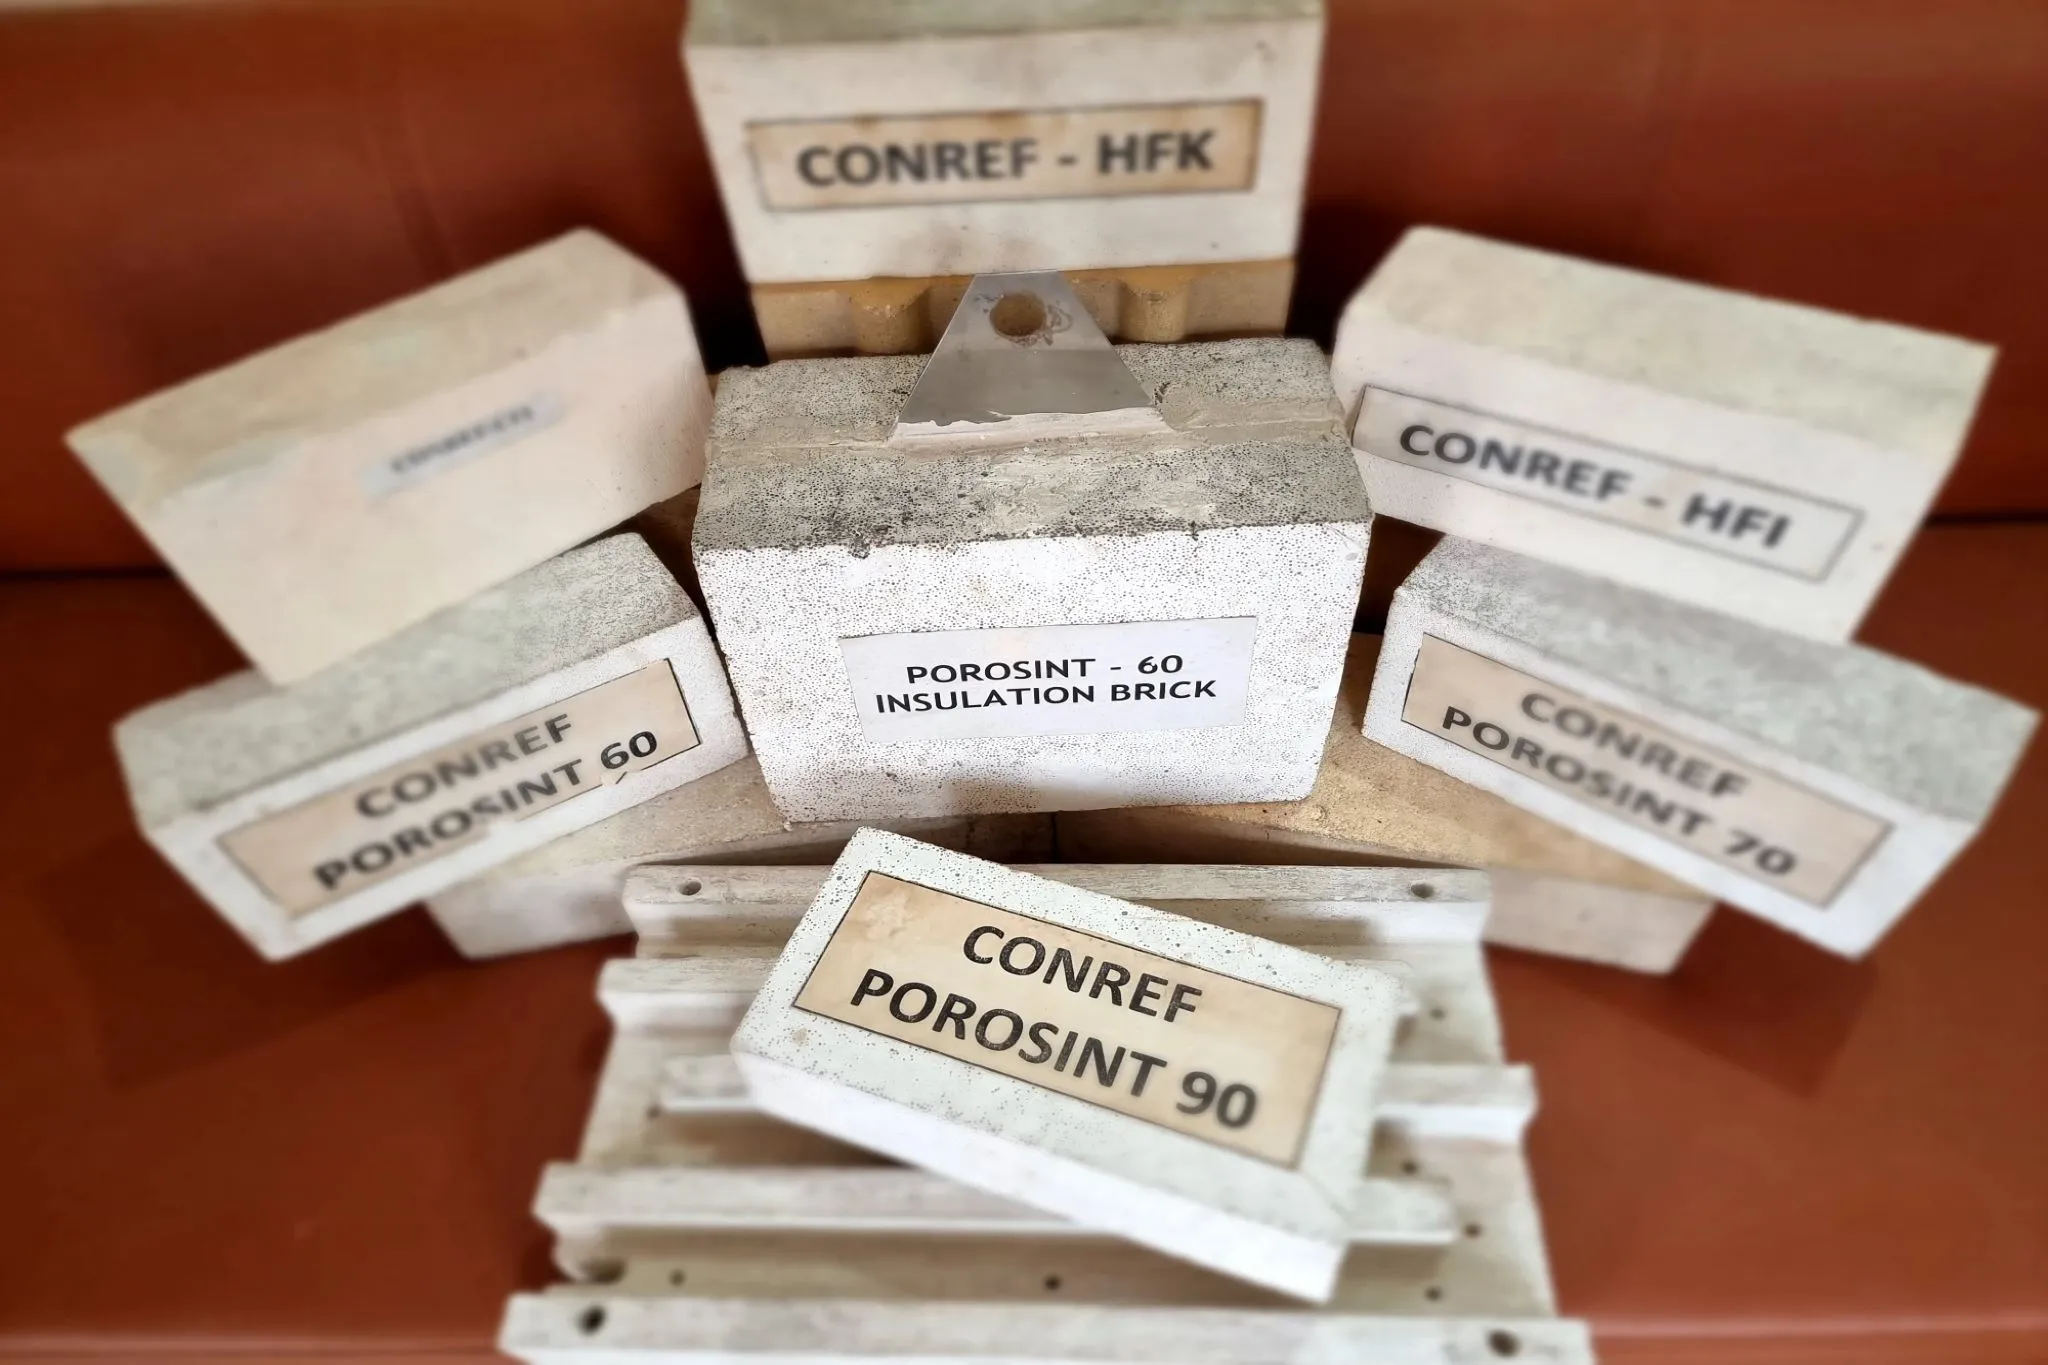 CONREF - HFK
CONREF - HFI
POROSINT - 60
INSULATION BRICK
CONREF
POROSINT 60
CONREF
POROSINT 70
CONREF
POROSINT 90